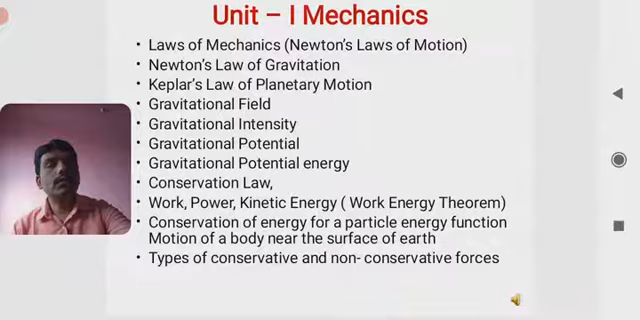 Unit – I Mechanics
• Laws of Mechanics (Newton's Laws of Motion)
• Newton's Law of Gravitation
• Keplar's Law of Planetary Motion
• Gravitational Field
• Gravitational Intensity
• Gravitational Potential
• Gravitational Potential energy
• Conservation Law,
• Work, Power, Kinetic Energy ( Work Energy Theorem)
• Conservation of energy for a particle energy function
Motion of a body near the surface of earth
• Types of conservative and non- conservative forces